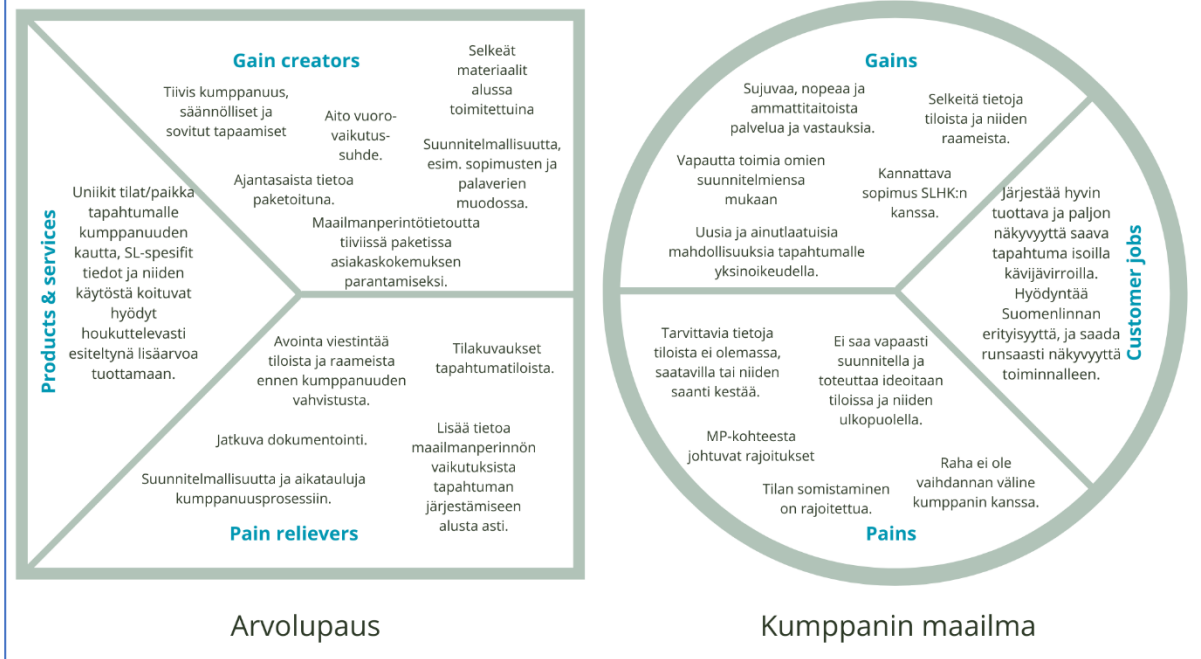 Gain creators
Tiivis kumppanuus,
säännölliset ja
sovitut tapaamiset
Aito vuoro-
vaikutus-
suhde.
Selkeät
materiaalit
alussa
toimitettuina
Ajantasaista tietoa
paketoituna.
Suunnitelmallisuutta,
esim. sopimusten ja
palaverien
muodossa.
Maailmanperintötietoutta
tiiviissä paketissa
asiakaskokemuksen
parantamiseksi.
Products & services
Uniikit tilat/paikka
tapahtumalle
kumppanuuden
kautta, SL-spesifit
tiedot ja niiden
käytöstä koituvat
hyödyt
houkuttelevasti
esiteltynä lisäarvoa
tuottamaan.
Avointa viestintää
tiloista ja raameista
ennen kumppanuuden
vahvistusta.
Tilakuvaukset
tapahtumatiloista.
Jatkuva dokumentointi.
Lisää tietoa
maailmanperinnön
vaikutuksista
tapahtuman
järjestämiseen
alusta asti.
Suunnitelmallisuutta ja aikatauluja
kumppanuusprosessiin.
Pain relievers
Arvolupaus
Gains
Sujuvaa, nopeaa ja
ammattitaitoista
palvelua ja vastauksia.
Selkeitä tietoja
tiloista ja niiden
raameista.
Vapautta toimia omien
suunnitelmiensa
mukaan
Kannattava
sopimus SLHK:n
kanssa.
Uusia ja ainutlaatuisia
mahdollisuuksia tapahtumalle
yksinoikeudella.
Järjestää hyvin
tuottava ja paljon
näkyvyyttä saava
tapahtuma isoilla
kävijävirroilla.
Hyödyntää
Suomenlinnan
erityisyyttä, ja saada
runsaasti näkyvyyttä
toiminnalleen.
Customer jobs
Tarvittavia tietoja
tiloista ei olemassa,
saatavilla tai niiden
saanti kestää.
Ei saa vapaasti
suunnitella ja
toteuttaa ideoitaan
tiloissa ja niiden
ulkopuolella.
MP-kohteesta
johtuvat rajoitukset
Tilan somistaminen
on rajoitettua.
Raha ei ole
vaihdannan väline
kumppanin kanssa.
Pains
Kumppanin maailma